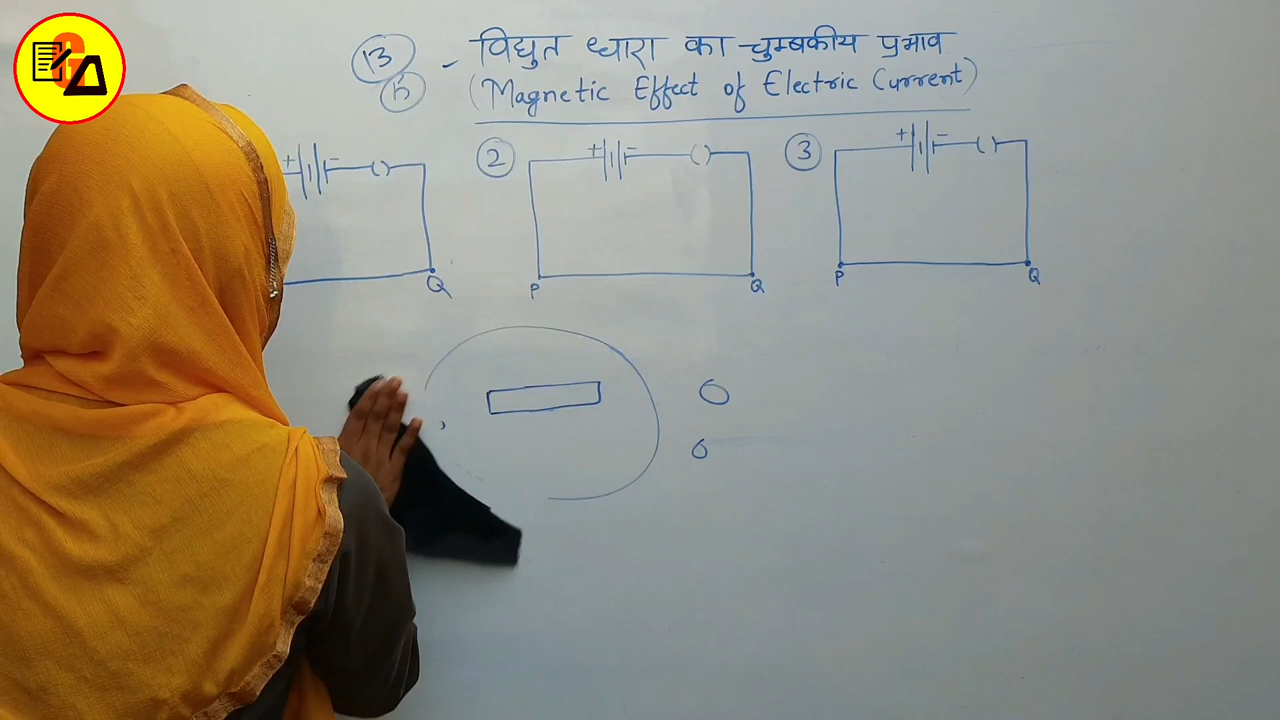 13 - विद्युत धारा का चुम्बकीय प्रभाव
(Magnetic Effect of Electric Current)
+ -
2 + -
3 + -
Q
P Q
P Q